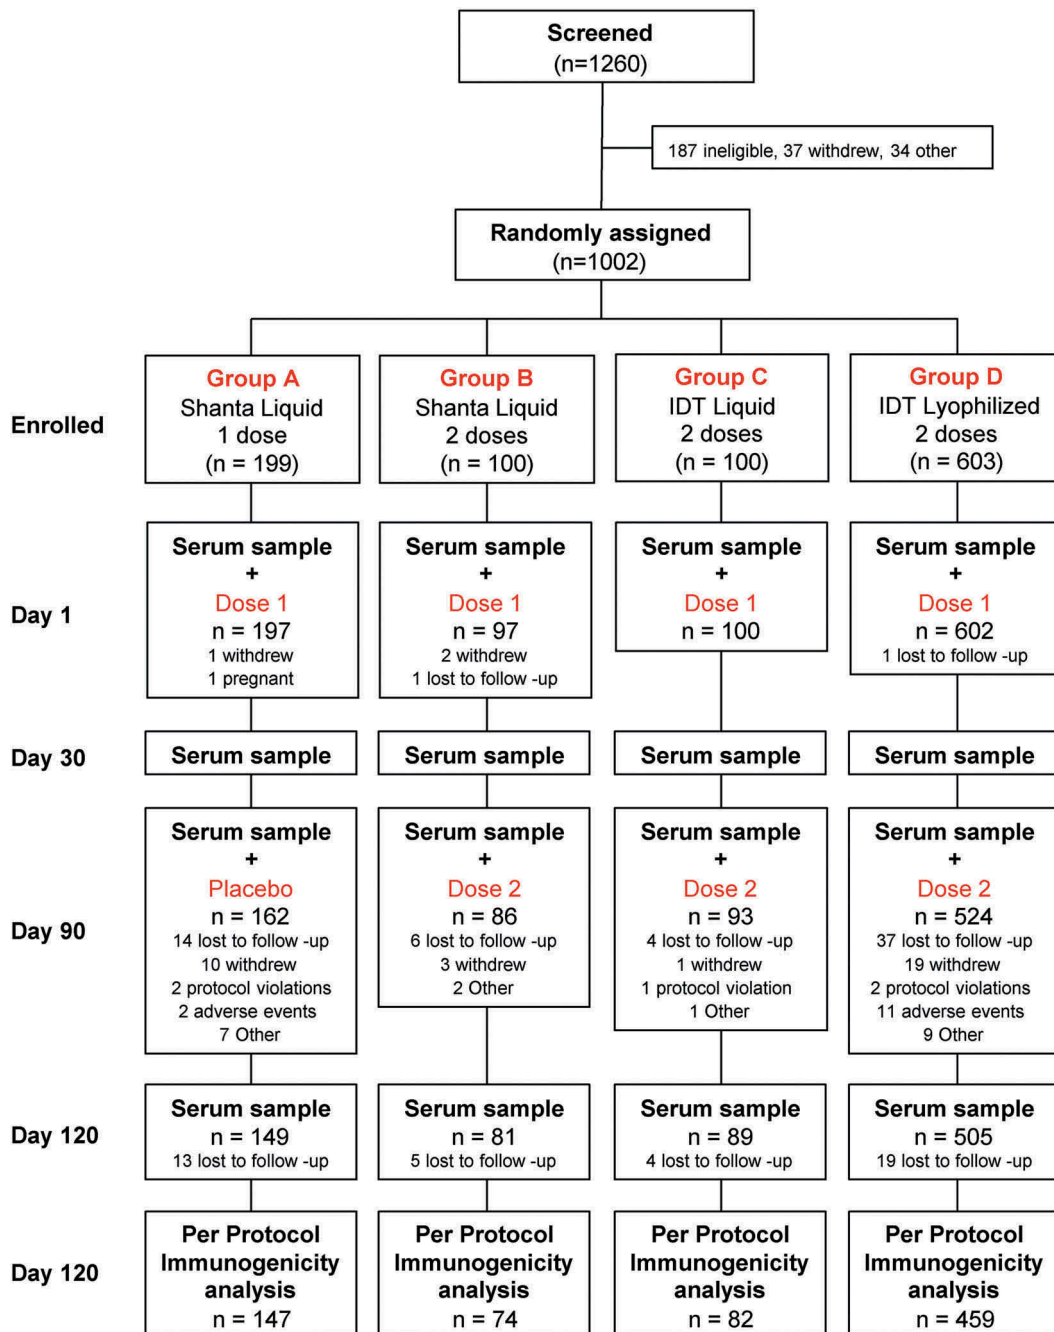 Screened
(n=1260)
187 ineligible, 37 withdrew, 34 other
Randomly assigned
(n=1002)
Enrolled
Group A
Shanta Liquid
1 dose
(n = 199)
Group B
Shanta Liquid
2 doses
(n = 100)
Group C
IDT Liquid
2 doses
(n = 100)
Group D
IDT Lyophilized
2 doses
(n = 603)
Day 1
Serum sample
+
Dose 1
n = 197
1 withdrew
1 pregnant
Serum sample
+
Dose 1
n = 97
2 withdrew
1 lost to follow -up
Serum sample
+
Dose 1
n = 100
Serum sample
+
Dose 1
n = 602
1 lost to follow -up
Day 30
Serum sample
Serum sample
Serum sample
Serum sample
Day 90
Serum sample
+
Placebo
n = 162
14 lost to follow -up
10 withdrew
2 protocol violations
2 adverse events
7 Other
Serum sample
+
Dose 2
n = 86
6 lost to follow -up
3 withdrew
2 Other
Serum sample
+
Dose 2
n = 93
4 lost to follow -up
1 withdrew
1 protocol violation
1 Other
Serum sample
+
Dose 2
n = 524
37 lost to follow -up
19 withdrew
2 protocol violations
11 adverse events
9 Other
Day 120
Serum sample
n = 149
13 lost to follow -up
Serum sample
n = 81
5 lost to follow -up
Serum sample
n = 89
4 lost to follow -up
Serum sample
n = 505
19 lost to follow -up
Day 120
Per Protocol
Immunogenicity
analysis
n = 147
Per Protocol
Immunogenicity
analysis
n = 74
Per Protocol
Immunogenicity
analysis
n = 82
Per Protocol
Immunogenicity
analysis
n = 459